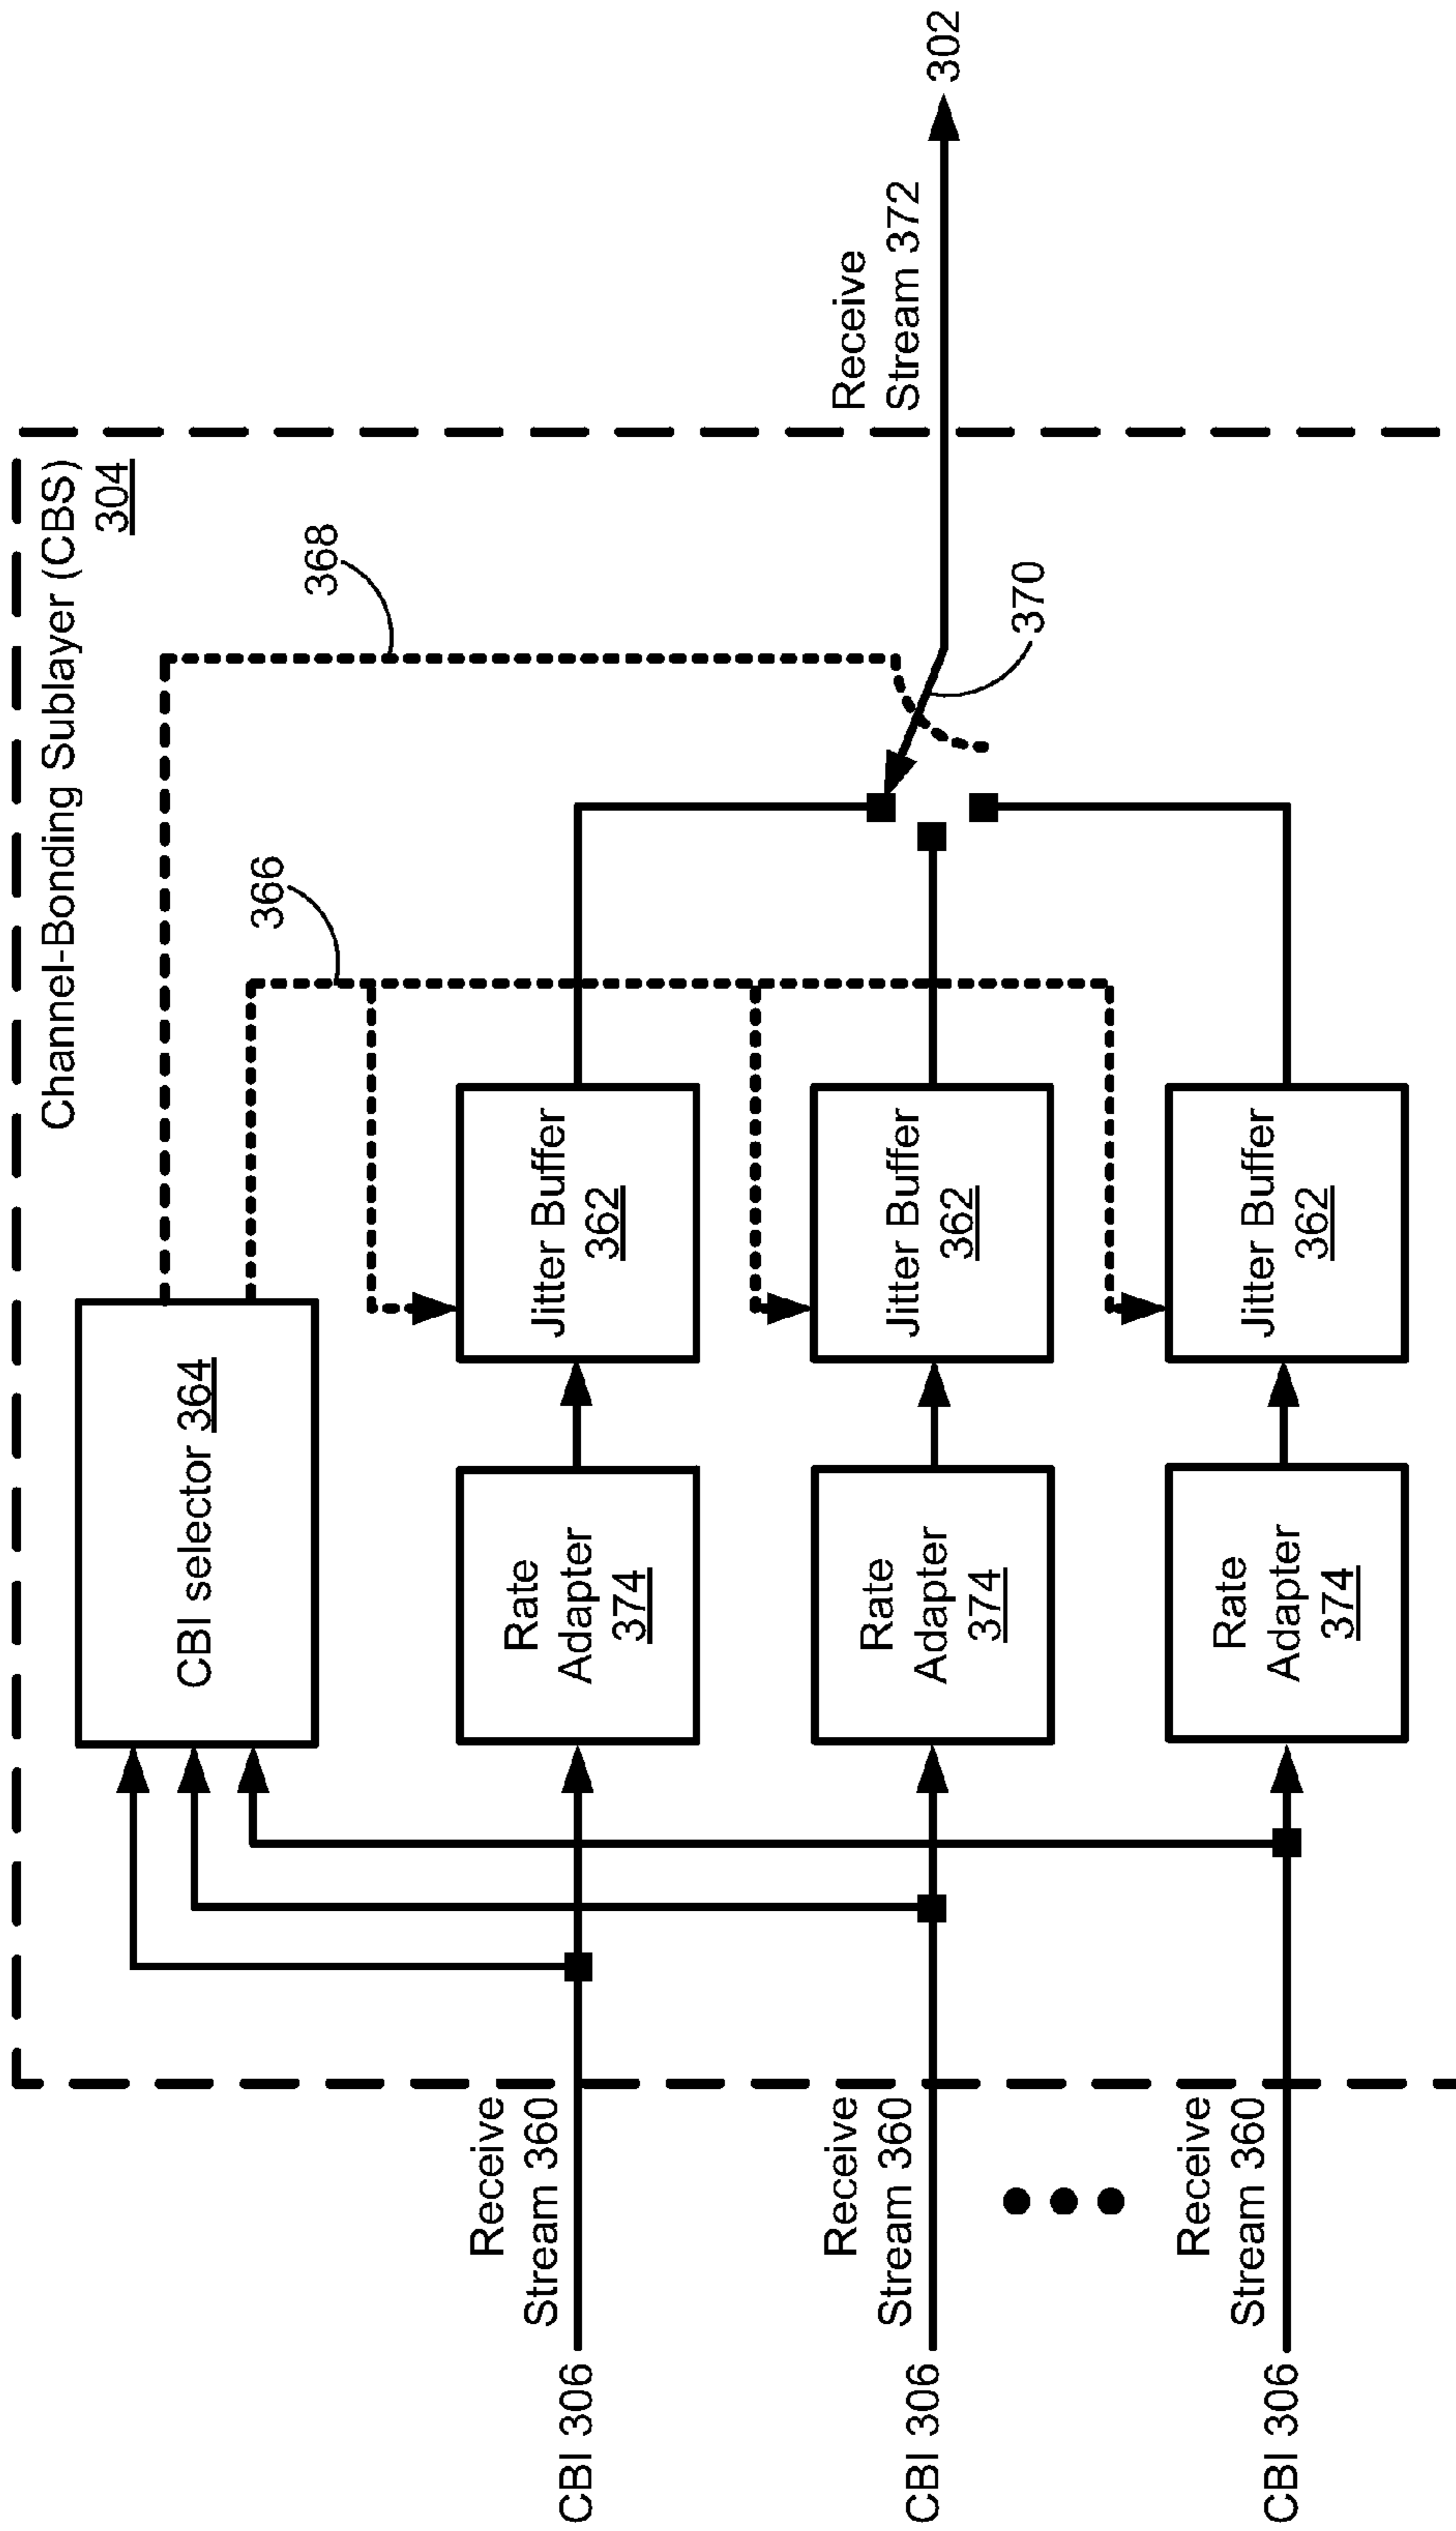 Channel-Bonding Sublayer (CBS)
304
CBI selector 364
366
368
CBI 306
Receive
Stream 360
Rate
Adapter
374
Jitter Buffer
362
CBI 306
Receive
Stream 360
Rate
Adapter
374
Jitter Buffer
362
CBI 306
Receive
Stream 360
Rate
Adapter
374
Jitter Buffer
362
370
Receive
Stream 372
302